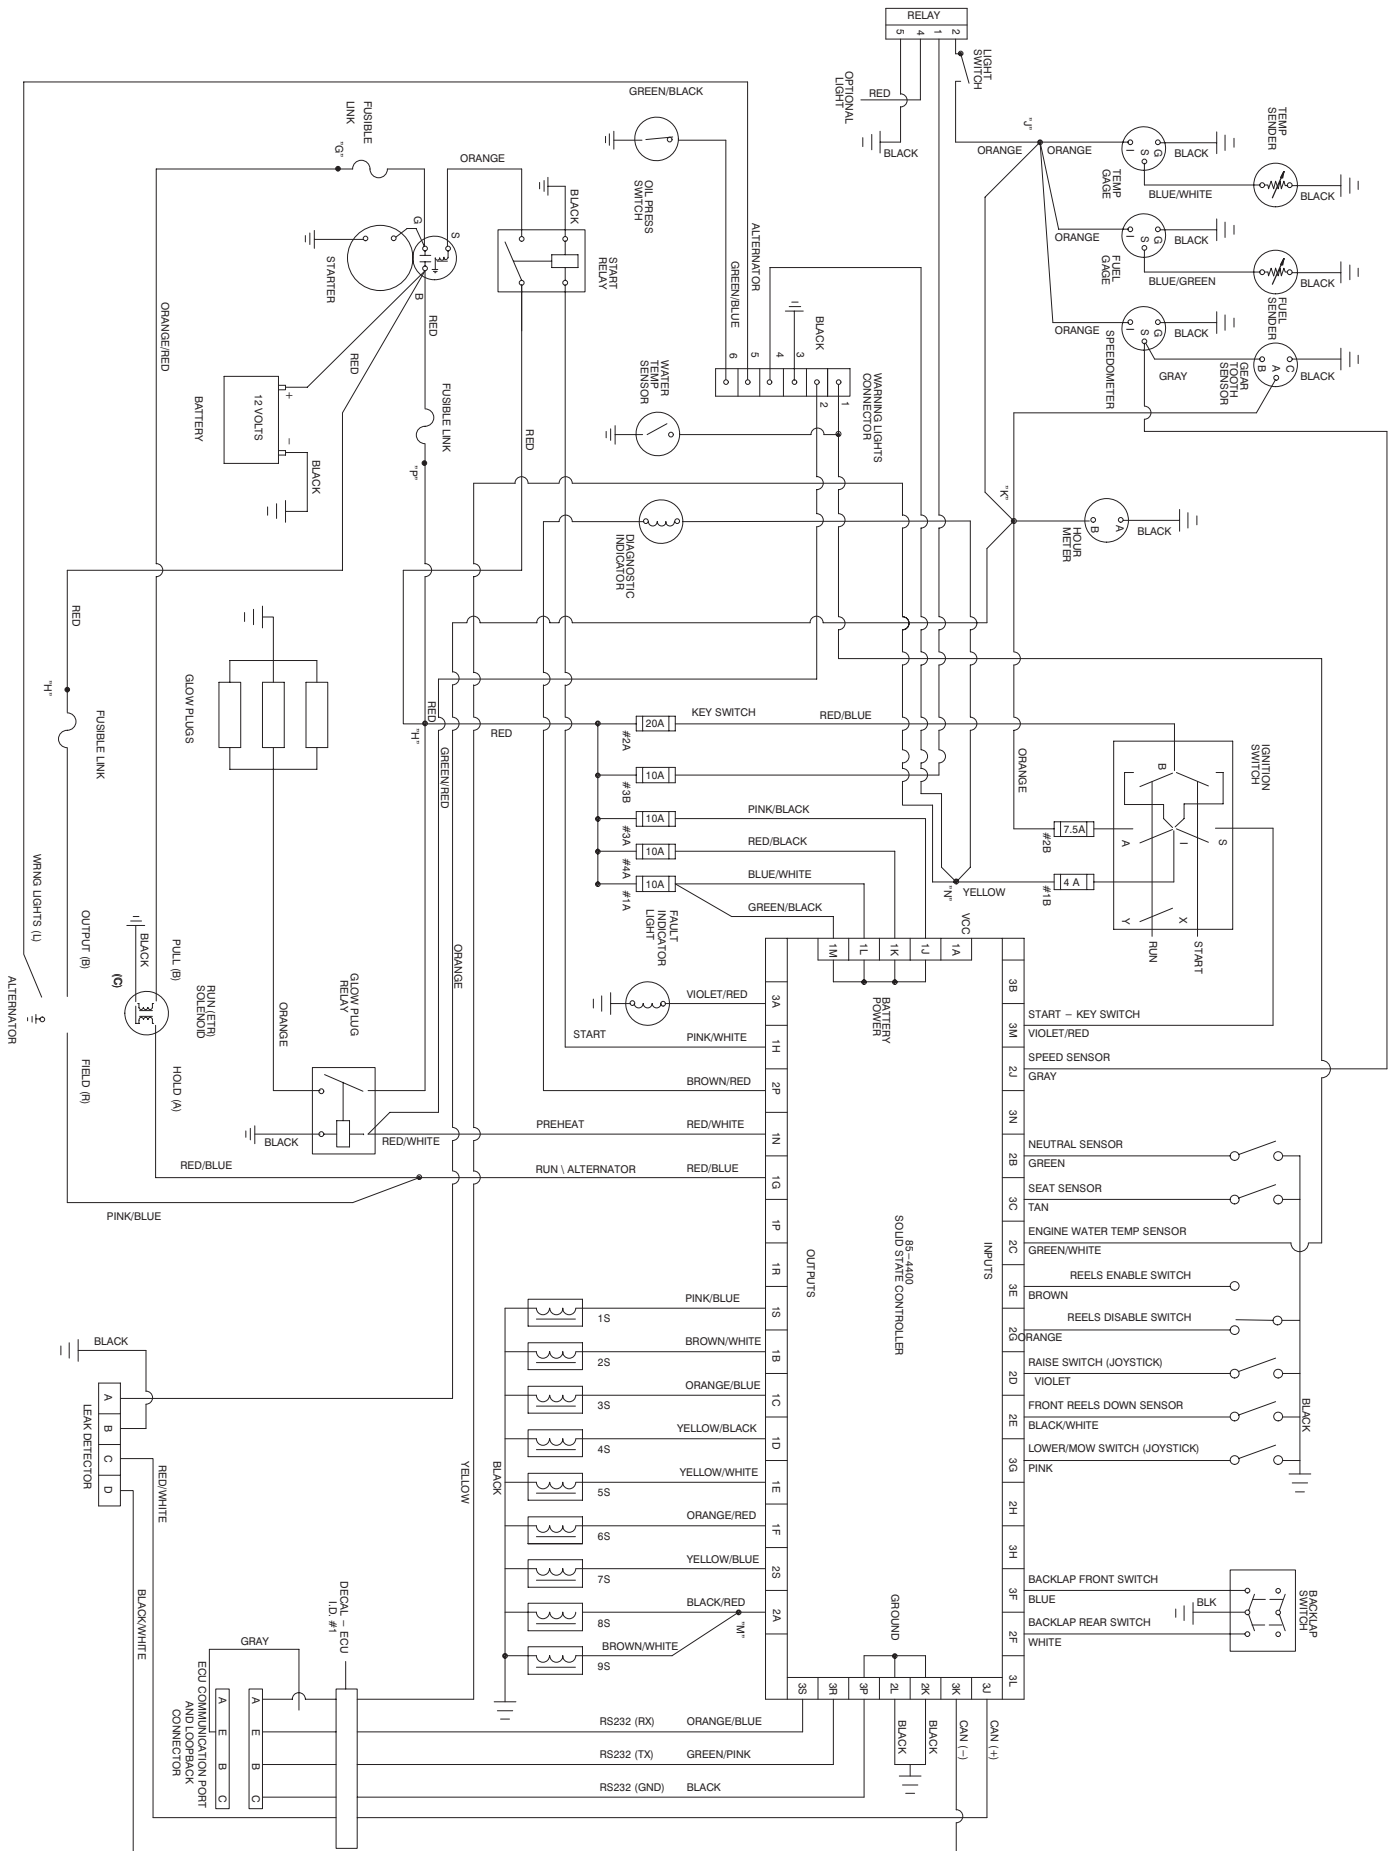 RELAY
5
4
1
2
LIGHT
SWITCH
OPTIONAL
LIGHT
RED
BLACK
"J"
ORANGE
ORANGE
I
S
G
BLACK
TEMP
GAGE
BLUE/WHITE
TEMP
SENDER
BLACK
ORANGE
I
S
G
BLACK
FUEL
GAGE
BLUE/GREEN
FUEL
SENDER
BLACK
ORANGE
I
S
G
BLACK
SPEEDOMETER
GRAY
GEAR
TOOTH
SENSOR
B
A
C
BLACK
"K"
B
A
BLACK
HOUR
METER
GREEN/BLACK
FUSIBLE
LINK
"G"
ORANGE
OIL PRESS
SWITCH
BLACK
START
RELAY
ALTERNATOR
GREEN/BLUE
G
S
B
STARTER
RED
RED
BLACK
6
5
4
3
2
1
WARNING LIGHTS
CONNECTOR
WATER
TEMP
SENSOR
ORANGE/RED
BATTERY
12 VOLTS
+
-
BLACK
FUSIBLE LINK
"P"
RED
DIAGNOSTIC
INDICATOR
RED
"H"
FUSIBLE LINK
GLOW PLUGS
RED
"H"
RED
GREEN/RED
KEY SWITCH
RED/BLUE
20A
#2A
10A
#3B
10A
#3A
PINK/BLACK
10A
#4A
RED/BLACK
10A
#1A
BLUE/WHITE
GREEN/BLACK
IGNITION
SWITCH
B
A
I
S
Y
X
RUN
START
ORANGE
7.5A
#2B
4 A
#1B
YELLOW
"N"
VCC
FAULT
INDICATOR
LIGHT
1M
1L
1K
1J
1A
BATTERY
POWER
WRNG LIGHTS (L)
OUTPUT (B)
ALTERNATOR
FIELD (R)
PULL (B)
BLACK
(C)
RUN (ETR)
SOLENOID
HOLD (A)
ORANGE
GLOW PLUG
RELAY
ORANGE
BLACK
RED/WHITE
RED/BLUE
PINK/BLUE
VIOLET/RED
3A
START
PINK/WHITE
1H
BROWN/RED
2P
PREHEAT
RED/WHITE
1N
RUN \ ALTERNATOR
RED/BLUE
1G
1P
1R
OUTPUTS
85-4400
SOLID STATE CONTROLLER
INPUTS
3B
START – KEY SWITCH
3M
VIOLET/RED
SPEED SENSOR
2J
GRAY
3N
NEUTRAL SENSOR
2B
GREEN
SEAT SENSOR
3C
TAN
ENGINE WATER TEMP SENSOR
2C
GREEN/WHITE
REELS ENABLE SWITCH
3E
BROWN
REELS DISABLE SWITCH
2G
ORANGE
RAISE SWITCH (JOYSTICK)
2D
VIOLET
FRONT REELS DOWN SENSOR
2E
BLACK/WHITE
LOWER/MOW SWITCH (JOYSTICK)
3G
PINK
BLACK
2H
3H
BACKLAP FRONT SWITCH
3F
BLUE
BACKLAP REAR SWITCH
2F
WHITE
3L
BLK
BACKLAP
SWITCH
PINK/BLUE
1S
1S
BROWN/WHITE
1B
2S
ORANGE/BLUE
1C
3S
YELLOW/BLACK
1D
4S
YELLOW/WHITE
1E
5S
ORANGE/RED
1F
6S
YELLOW/BLUE
2S
7S
BLACK/RED
2A
8S
"M"
BROWN/WHITE
9S
BLACK
YELLOW
GROUND
3S
3R
3P
2L
2K
3K
3J
BLACK
BLACK
CAN (–)
CAN (+)
BLACK
A
B
C
D
LEAK DETECTOR
RED/WHITE
BLACK/WHITE
DECAL – ECU
I.D. #1
GRAY
A
E
B
C
A
E
B
C
ECU COMMUNICATION PORT
AND LOOPBACK
CONNECTOR
RS232 (RX)
ORANGE/BLUE
RS232 (TX)
GREEN/PINK
RS232 (GND)
BLACK